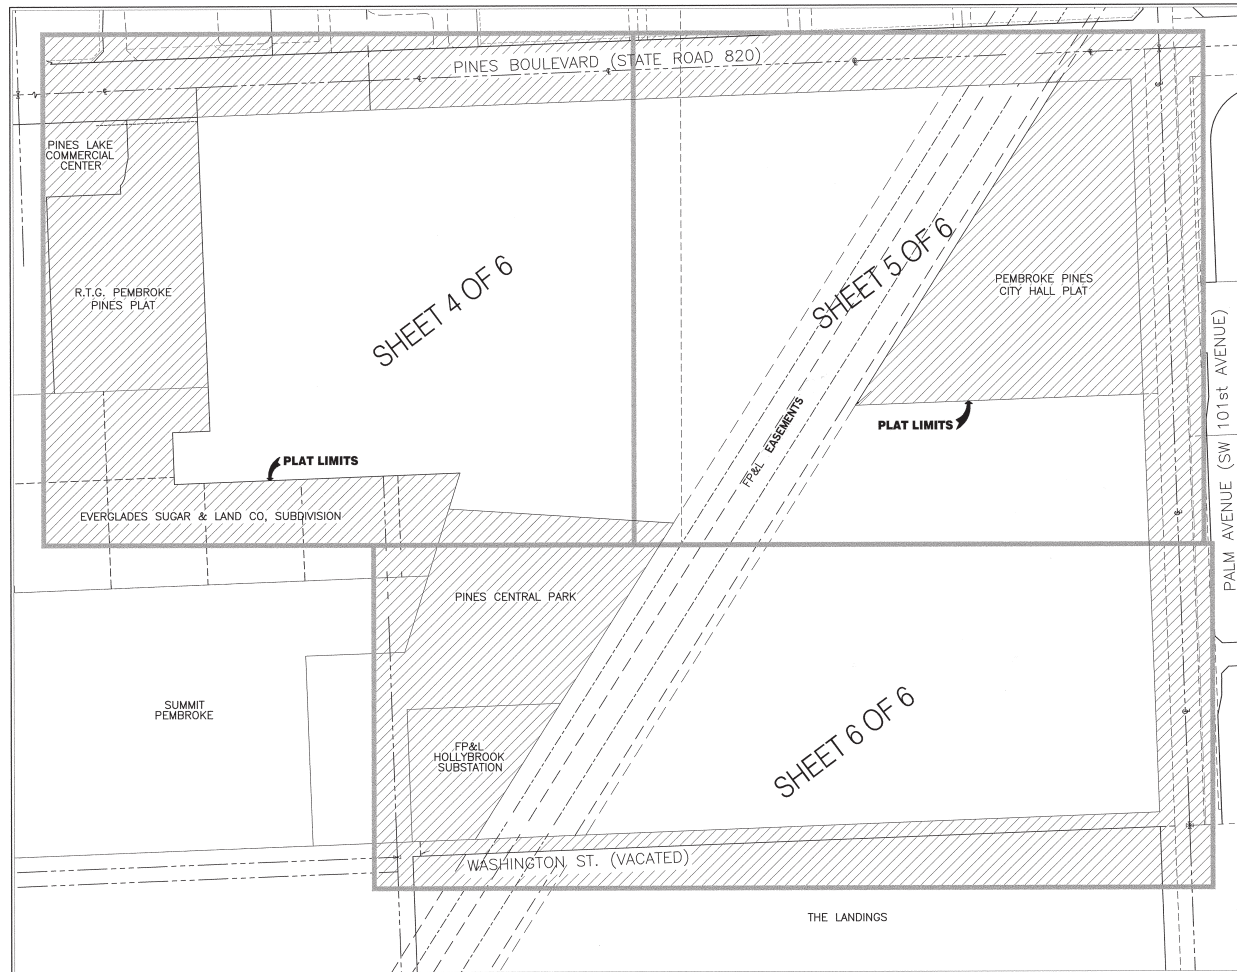 PINES BOULEVARD (STATE ROAD 820)
PINES LAKE
COMMERCIAL
CENTER
R.T.G. PEMBROKE
PINES PLAT
SHEET 4 OF 6
SHEET 5 OF 6
PEMBROKE PINES
CITY HALL PLAT
PALM AVENUE (SW 101st AVENUE)
FP&L EASEMENTS
PLAT LIMITS
PLAT LIMITS
EVERGLADES SUGAR & LAND CO, SUBDIVISION
PINES CENTRAL PARK
SUMMIT
PEMBROKE
FP&L
HOLLYBROOK
SUBSTATION
SHEET 6 OF 6
WASHINGTON ST. (VACATED)
THE LANDINGS